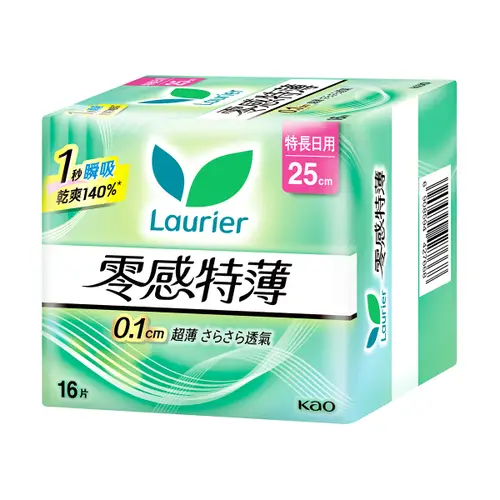 1秒瞬吸
乾爽140%*
Laurier
特長日用
25cm
零感特薄
0.1cm 超薄 さらさら透氣
16片
Kao
Laurier
零感特薄